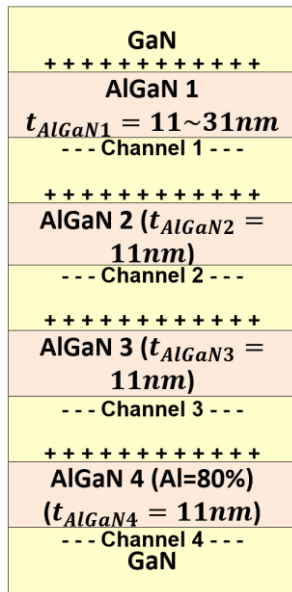 GaN
+ + + + + + + + + + + +
AlGaN 1
t_AlGaN1 = 11~31nm
- - - Channel 1 - - -
+ + + + + + + + + + + +
AlGaN 2 (t_AlGaN2 =
11nm)
- - - Channel 2 - - -
+ + + + + + + + + + + +
AlGaN 3 (t_AlGaN3 =
11nm)
- - - Channel 3 - - -
+ + + + + + + + + + + +
AlGaN 4 (Al=80%)
(t_AlGaN4 = 11nm)
- - - Channel 4 - - -
GaN